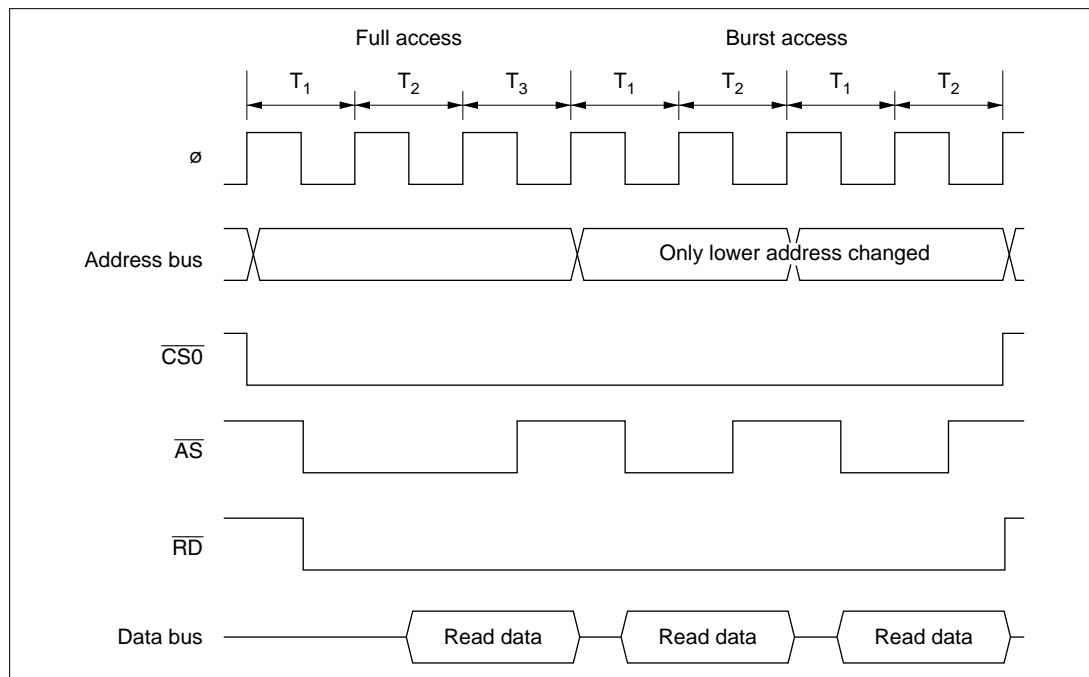 Full access Burst access
T1 T2 T3 T1 T2 T1 T2
ø
Address bus Only lower address changed
CS0
AS
RD
Data bus Read data Read data Read data